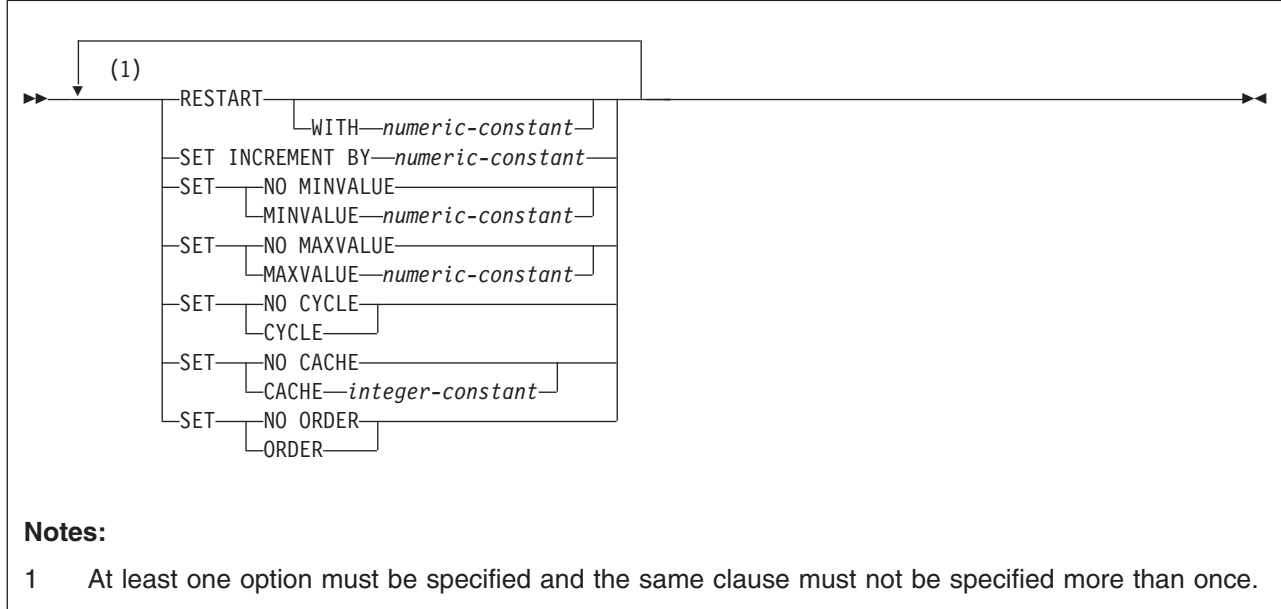 (1)
RESTART
WITH numeric-constant
SET INCREMENT BY numeric-constant
SET NO MINVALUE
MINVALUE numeric-constant
SET NO MAXVALUE
MAXVALUE numeric-constant
SET NO CYCLE
CYCLE
SET NO CACHE
CACHE integer-constant
SET NO ORDER
ORDER
Notes:
1 At least one option must be specified and the same clause must not be specified more than once.